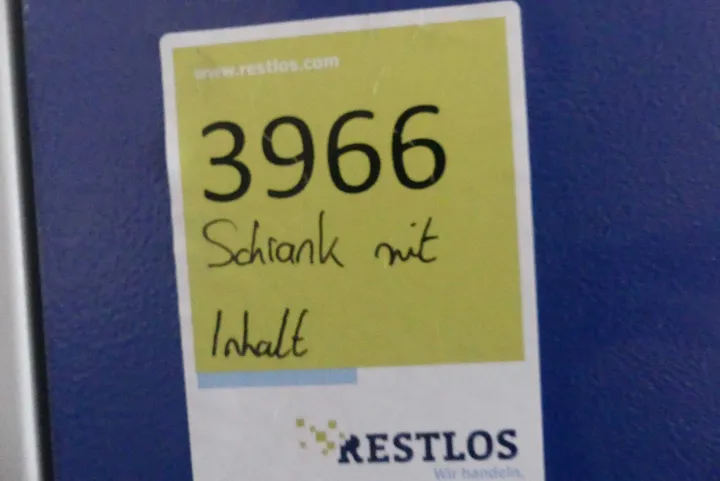 www.restlos.com
3966
Schrank mit
Inhalt
RESTLOS
Wir handeln.